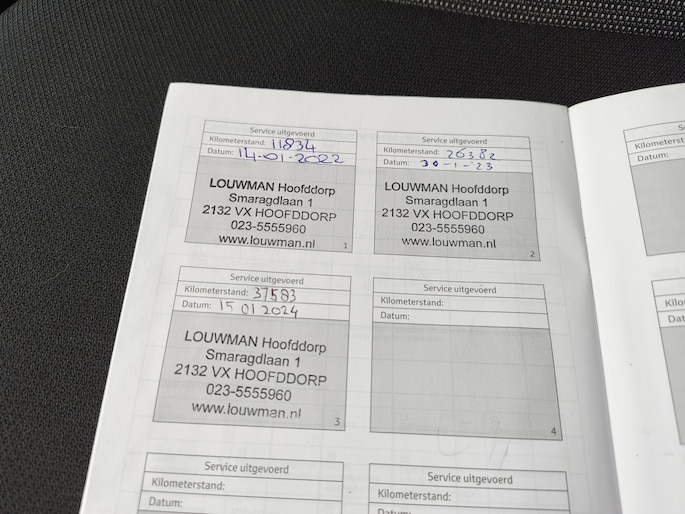 Service uitgevoerd
Kilometerstand: 11834
Datum: 14-01-2022
LOUWMAN Hoofddorp
Smaragdlaan 1
2132 VX HOOFDDORP
023-5555960
www.louwman.nl
1
Service uitgevoerd
Kilometerstand: 26382
Datum: 30-1-'23
LOUWMAN Hoofddorp
Smaragdlaan 1
2132 VX HOOFDDORP
023-5555960
www.louwman.nl
2
Service uitgevoerd
Kilometerstand: 37583
Datum: 15 01 2024
LOUWMAN Hoofddorp
Smaragdlaan 1
2132 VX HOOFDDORP
023-5555960
www.louwman.nl
3
Service uitgevoerd
Kilometerstand:
Datum:
4
Service uitgevoerd
Kilometerstand:
Datum:
Service uitgevoerd
Kilometerstand:
Datum:
Kilometerst
Datum:
Kilo
Dat